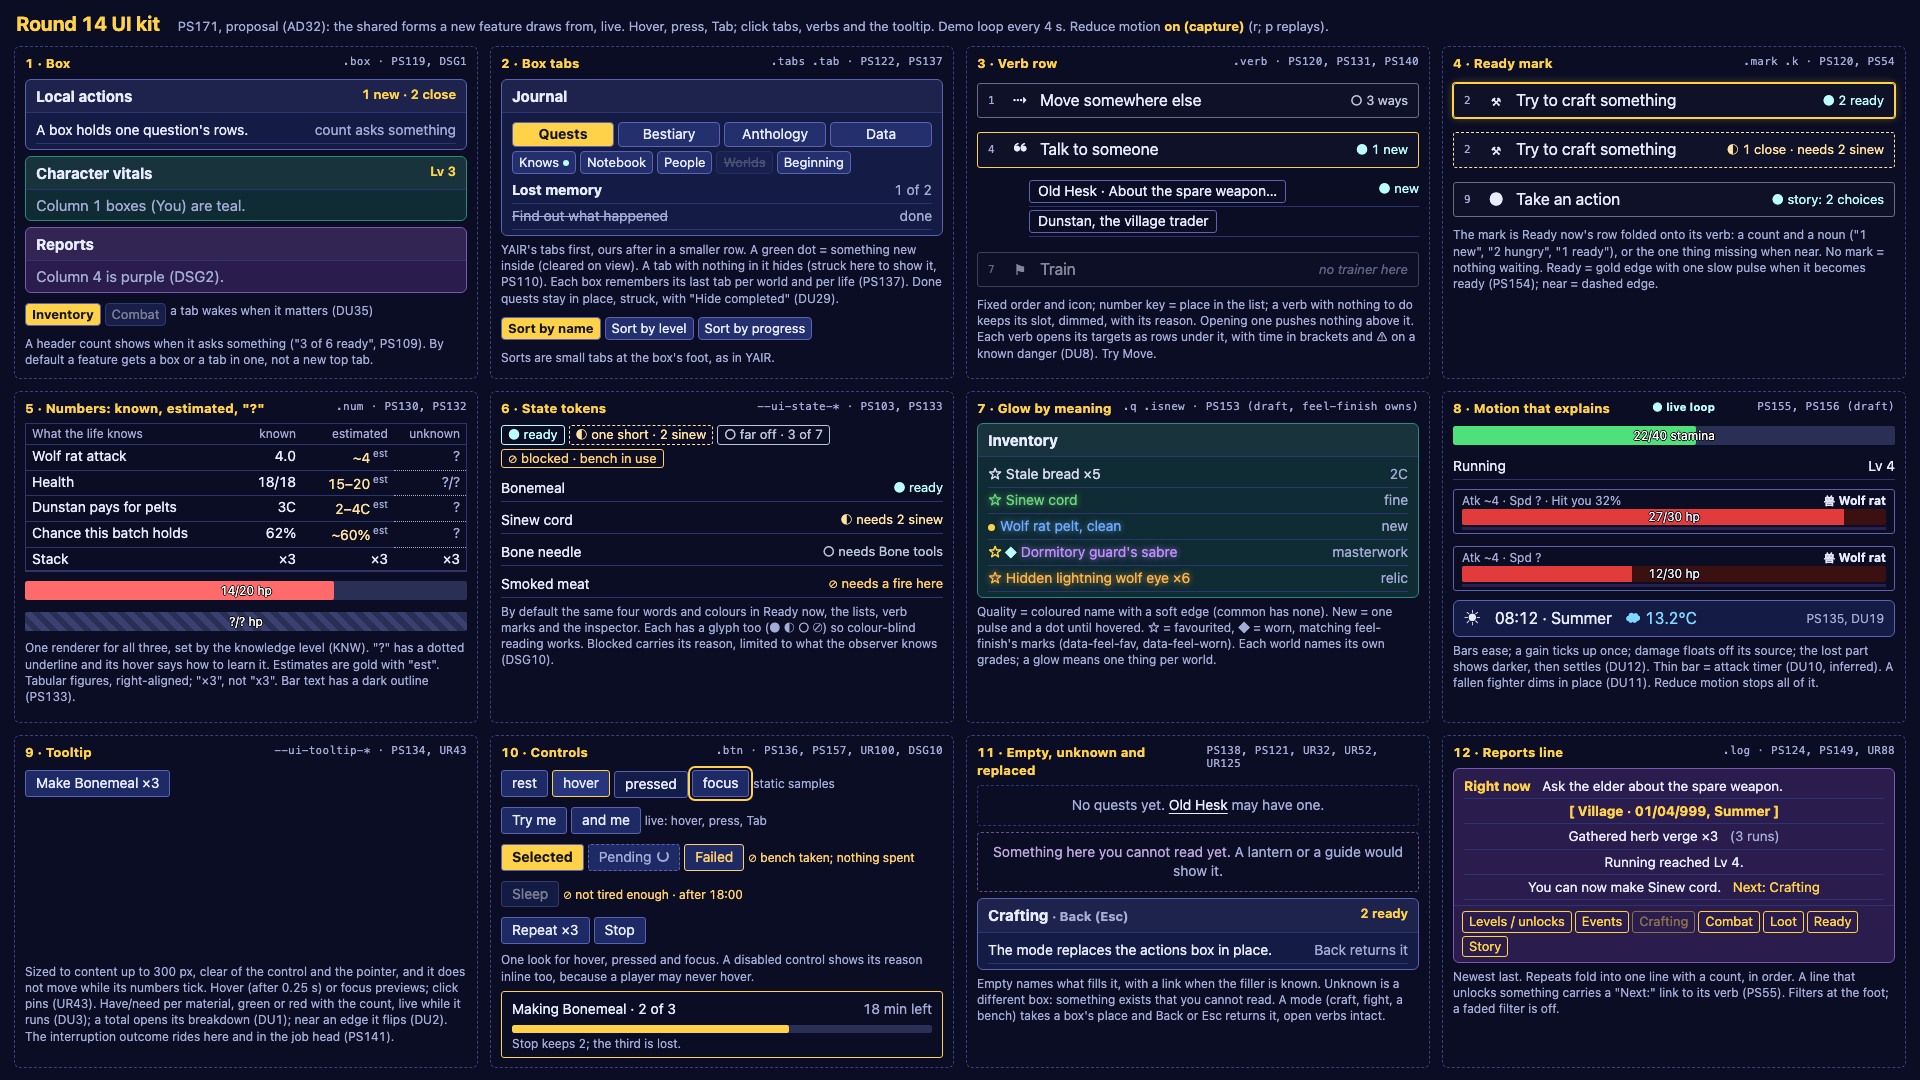 Round 14 UI kit
PS171, proposal (AD32): the shared forms a new feature draws from, live. Hover, press, Tab; click tabs, verbs and the tooltip. Demo loop every 4 s. Reduce motion on (capture) (r; p replays).
1 · Box
.box · PS119, DSG1
Local actions
1 new · 2 close
A box holds one question's rows.
count asks something
Character vitals
Lv 3
Column 1 boxes (You) are teal.
Reports
Column 4 is purple (DSG2).
Inventory
Combat
a tab wakes when it matters (DU35)
A header count shows when it asks something ("3 of 6 ready", PS109). By
default a feature gets a box or a tab in one, not a new top tab.
2 · Box tabs
.tabs .tab · PS122, PS137
Journal
Quests
Bestiary
Anthology
Data
Knows
Notebook
People
Worlds
Beginning
Lost memory
1 of 2
Find out what happened
done
YAIR's tabs first, ours after in a smaller row. A green dot = something new
inside (cleared on view). A tab with nothing in it hides (struck here to show it,
PS110). Each box remembers its last tab per world and per life (PS137). Done
quests stay in place, struck, with "Hide completed" (DU29).
Sort by name
Sort by level
Sort by progress
Sorts are small tabs at the box's foot, as in YAIR.
3 · Verb row
.verb · PS120, PS131, PS140
1 Move somewhere else
3 ways
4 Talk to someone
1 new
Old Hesk · About the spare weapon...
new
Dunstan, the village trader
7 Train
no trainer here
Fixed order and icon; number key = place in the list; a verb with nothing to do
keeps its slot, dimmed, with its reason. Opening one pushes nothing above it.
Each verb opens its targets as rows under it, with time in brackets and ⚠ on a
known danger (DU8). Try Move.
4 · Ready mark
.mark .k · PS120, PS54
2 Try to craft something
2 ready
2 Try to craft something
1 close · needs 2 sinew
9 Take an action
story: 2 choices
The mark is Ready now's row folded onto its verb: a count and a noun ("1
new", "2 hungry", "1 ready"), or the one thing missing when near. No mark =
nothing waiting. Ready = gold edge with one slow pulse when it becomes
ready (PS154); near = dashed edge.
5 · Numbers: known, estimated, "?"
.num · PS130, PS132
What the life knows known estimated unknown
Wolf rat attack 4.0 ~4 est ?
Health 18/18 15–20 est ?/?
Dunstan pays for pelts 3C 2–4C est ?
Chance this batch holds 62% ~60% est ?
Stack ×3 ×3 ×3
14/20 hp
?/? hp
One renderer for all three, set by the knowledge level (KNW). "?" has a dotted
underline and its hover says how to learn it. Estimates are gold with "est".
Tabular figures, right-aligned; "×3", not "x3". Bar text has a dark outline
(PS133).
6 · State tokens
--ui-state-* · PS103, PS133
ready
one short · 2 sinew
far off · 3 of 7
⊘ blocked · bench in use
Bonemeal
ready
Sinew cord
needs 2 sinew
Bone needle
needs Bone tools
Smoked meat
⊘ needs a fire here
By default the same four words and colours in Ready now, the lists, verb
marks and the inspector. Each has a glyph too (● ◐ ○ ⊘) so colour-blind
reading works. Blocked carries its reason, limited to what the observer knows
(DSG10).
7 · Glow by meaning
.q .isnew · PS153 (draft, feel-finish owns)
Inventory
☆ Stale bread ×5
2C
☆ Sinew cord
fine
Wolf rat pelt, clean
new
☆ ◆ Dormitory guard's sabre
masterwork
☆ Hidden lightning wolf eye ×6
relic
Quality = coloured name with a soft edge (common has none). New = one
pulse and a dot until hovered. ☆ = favourited, ◆ = worn, matching feel-
finish's marks (data-feel-fav, data-feel-worn). Each world names its own
grades; a glow means one thing per world.
8 · Motion that explains
live loop
PS155, PS156 (draft)
22/40 stamina
Running
Lv 4
Atk ~4 · Spd ? · Hit you 32%
Wolf rat
27/30 hp
Atk ~4 · Spd ?
Wolf rat
12/30 hp
08:12 · Summer
13.2°C
PS135, DU19
Bars ease; a gain ticks up once; damage floats off its source; the lost part
shows darker, then settles (DU12). Thin bar = attack timer (DU10, inferred). A
fallen fighter dims in place (DU11). Reduce motion stops all of it.
9 · Tooltip
--ui-tooltip-* · PS134, UR43
Make Bonemeal ×3
Sized to content up to 300 px, clear of the control and the pointer, and it does
not move while its numbers tick. Hover (after 0.25 s) or focus previews; click
pins (UR43). Have/need per material, green or red with the count, live while it
runs (DU3); a total opens its breakdown (DU1); near an edge it flips (DU2).
The interruption outcome rides here and in the job head (PS141).
10 · Controls
.btn · PS136, PS157, UR100, DSG10
rest
hover
pressed
focus
static samples
Try me
and me
live: hover, press, Tab
Selected
Pending
Failed
⊘ bench taken; nothing spent
Sleep
⊘ not tired enough · after 18:00
Repeat ×3
Stop
One look for hover, pressed and focus. A disabled control shows its reason
inline too, because a player may never hover.
Making Bonemeal · 2 of 3
18 min left
Stop keeps 2; the third is lost.
11 · Empty, unknown and
replaced
PS138, PS121, UR32, UR52,
UR125
No quests yet. Old Hesk may have one.
Something here you cannot read yet. A lantern or a guide would
show it.
Crafting · Back (Esc)
2 ready
The mode replaces the actions box in place.
Back returns it
Empty names what fills it, with a link when the filler is known. Unknown is a
different box: something exists that you cannot read. A mode (craft, fight, a
bench) takes a box's place and Back or Esc returns it, open verbs intact.
12 · Reports line
.log · PS124, PS149, UR88
Right now Ask the elder about the spare weapon.
[ Village · 01/04/999, Summer ]
Gathered herb verge ×3 (3 runs)
Running reached Lv 4.
You can now make Sinew cord. Next: Crafting
Levels / unlocks
Events
Crafting
Combat
Loot
Ready
Story
Newest last. Repeats fold into one line with a count, in order. A line that
unlocks something carries a "Next:" link to its verb (PS55). Filters at the foot;
a faded filter is off.